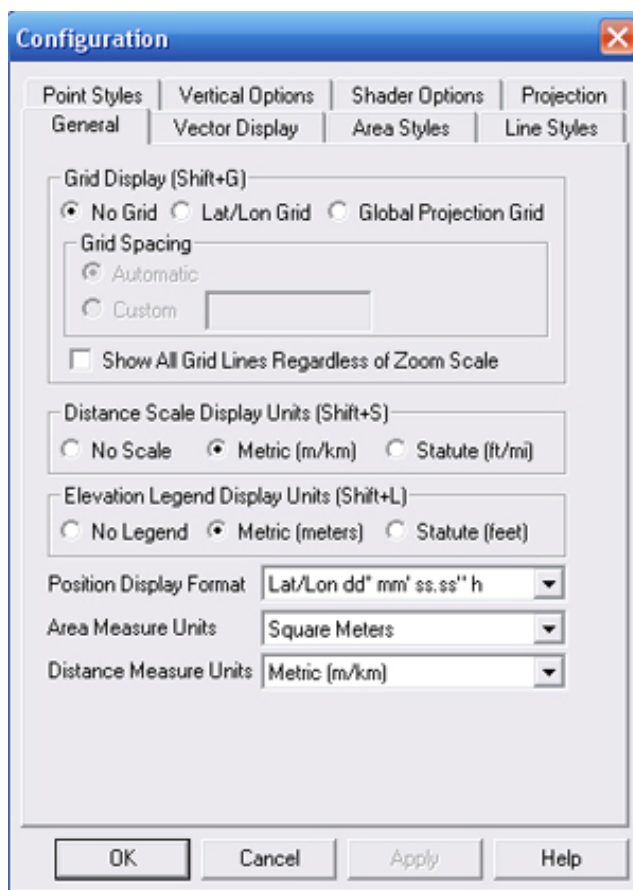 Configuration
Point Styles Vertical Options Shader Options Projection
General Vector Display Area Styles Line Styles
Grid Display (Shift+G)
No Grid Lat/Lon Grid Global Projection Grid
Grid Spacing
Automatic
Custom
Show All Grid Lines Regardless of Zoom Scale
Distance Scale Display Units (Shift+S)
No Scale Metric (m/km) Statute (ft/mi)
Elevation Legend Display Units (Shift+L)
No Legend Metric (meters) Statute (feet)
Position Display Format Lat/Lon dd° mm' ss.ss'' h
Area Measure Units Square Meters
Distance Measure Units Metric (m/km)
OK Cancel Apply Help